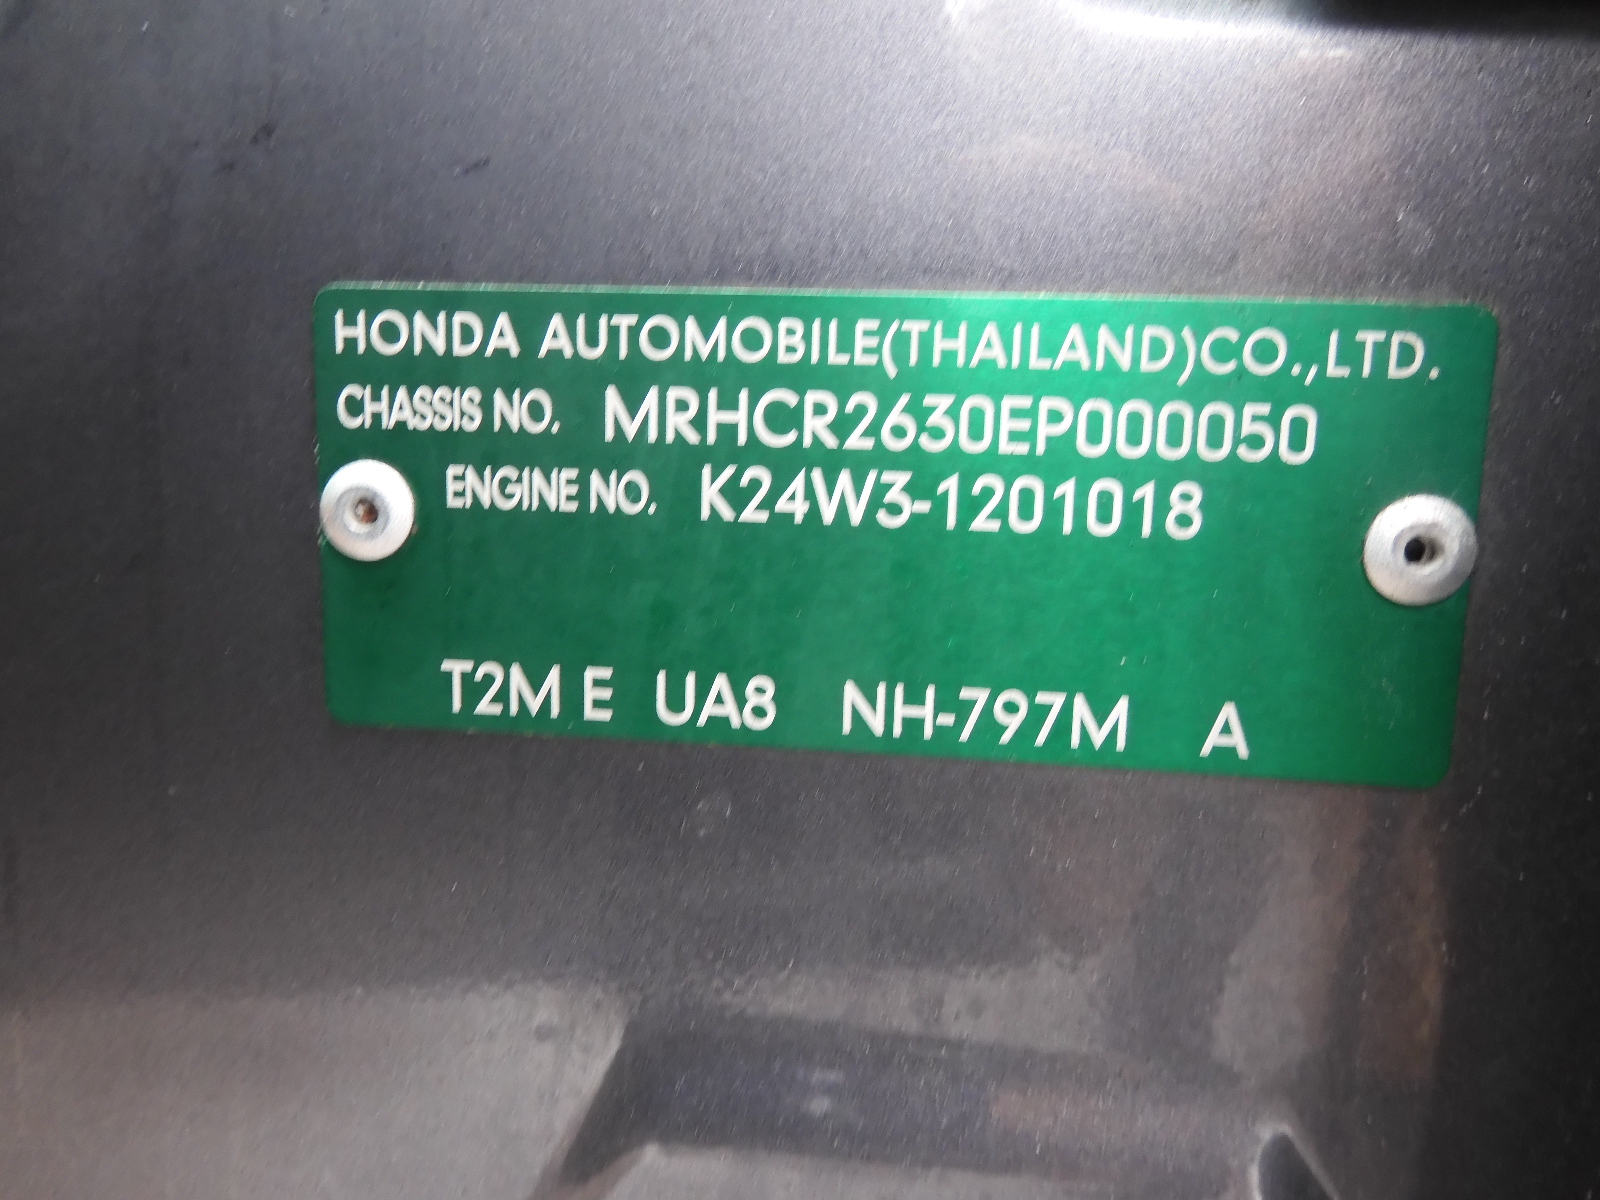 HONDA AUTOMOBILE(THAILAND)CO.,LTD.
CHASSIS NO. MRHCR2630EP000050
ENGINE NO. K24W3-1201018
T2M E UA8 NH-797M A